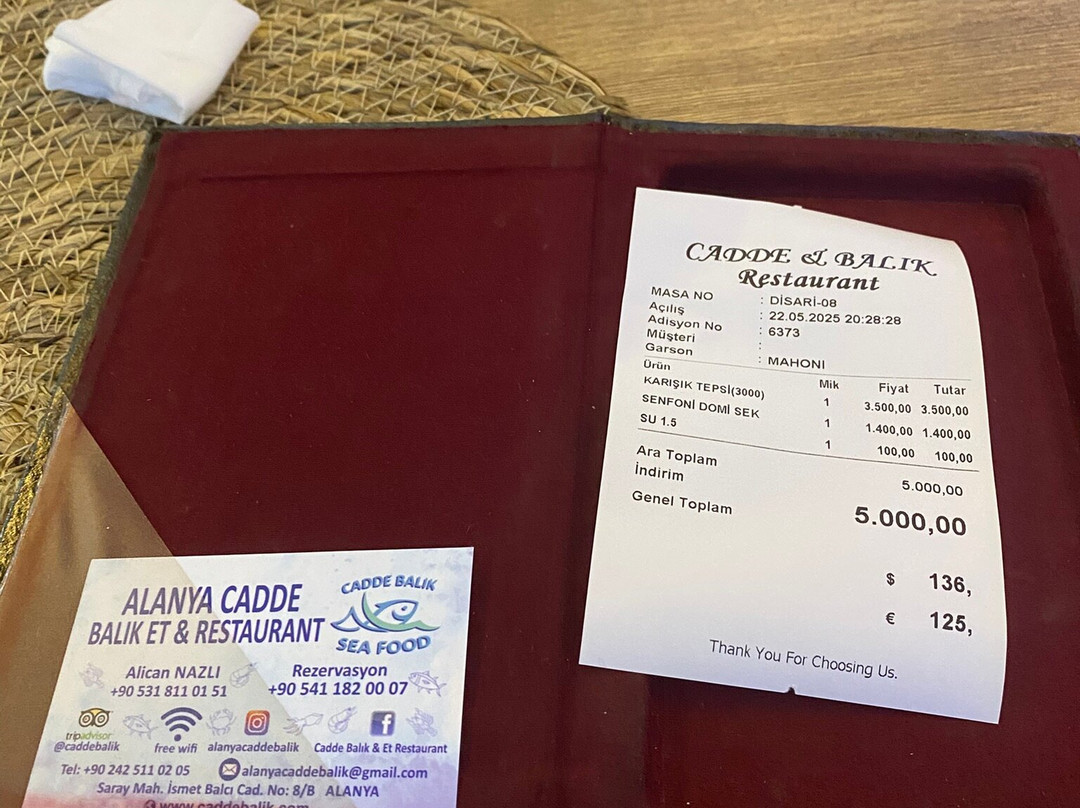 CADDE & BALIK
Restaurant
MASA NO : DİSARİ-08
Açılış : 22.05.2025 20:28:28
Adisyon No : 6373
Müşteri :
Garson : MAHONI
Ürün Mik Fiyat Tutar
KARIŞIK TEPSİ(3000) 1 3.500,00 3.500,00
SENFONİ DOMİ SEK 1 1.400,00 1.400,00
SU 1.5 1 100,00 100,00
Ara Toplam 5.000,00
İndirim
Genel Toplam 5.000,00
$ 136,
€ 125,
Thank You For Choosing Us.
ALANYA CADDE
BALIK ET & RESTAURANT
CADDE BALIK
SEA FOOD
Alican NAZLI
+90 531 811 01 51
Rezervasyon
+90 541 182 00 07
tripadvisor
@caddebalik
free wifi
alanyacaddebalik
Cadde Balık & Et Restaurant
Tel: +90 242 511 02 05
alanyacaddebalik@gmail.com
Saray Mah. İsmet Balcı Cad. No: 8/B ALANYA
www.caddebalik.com